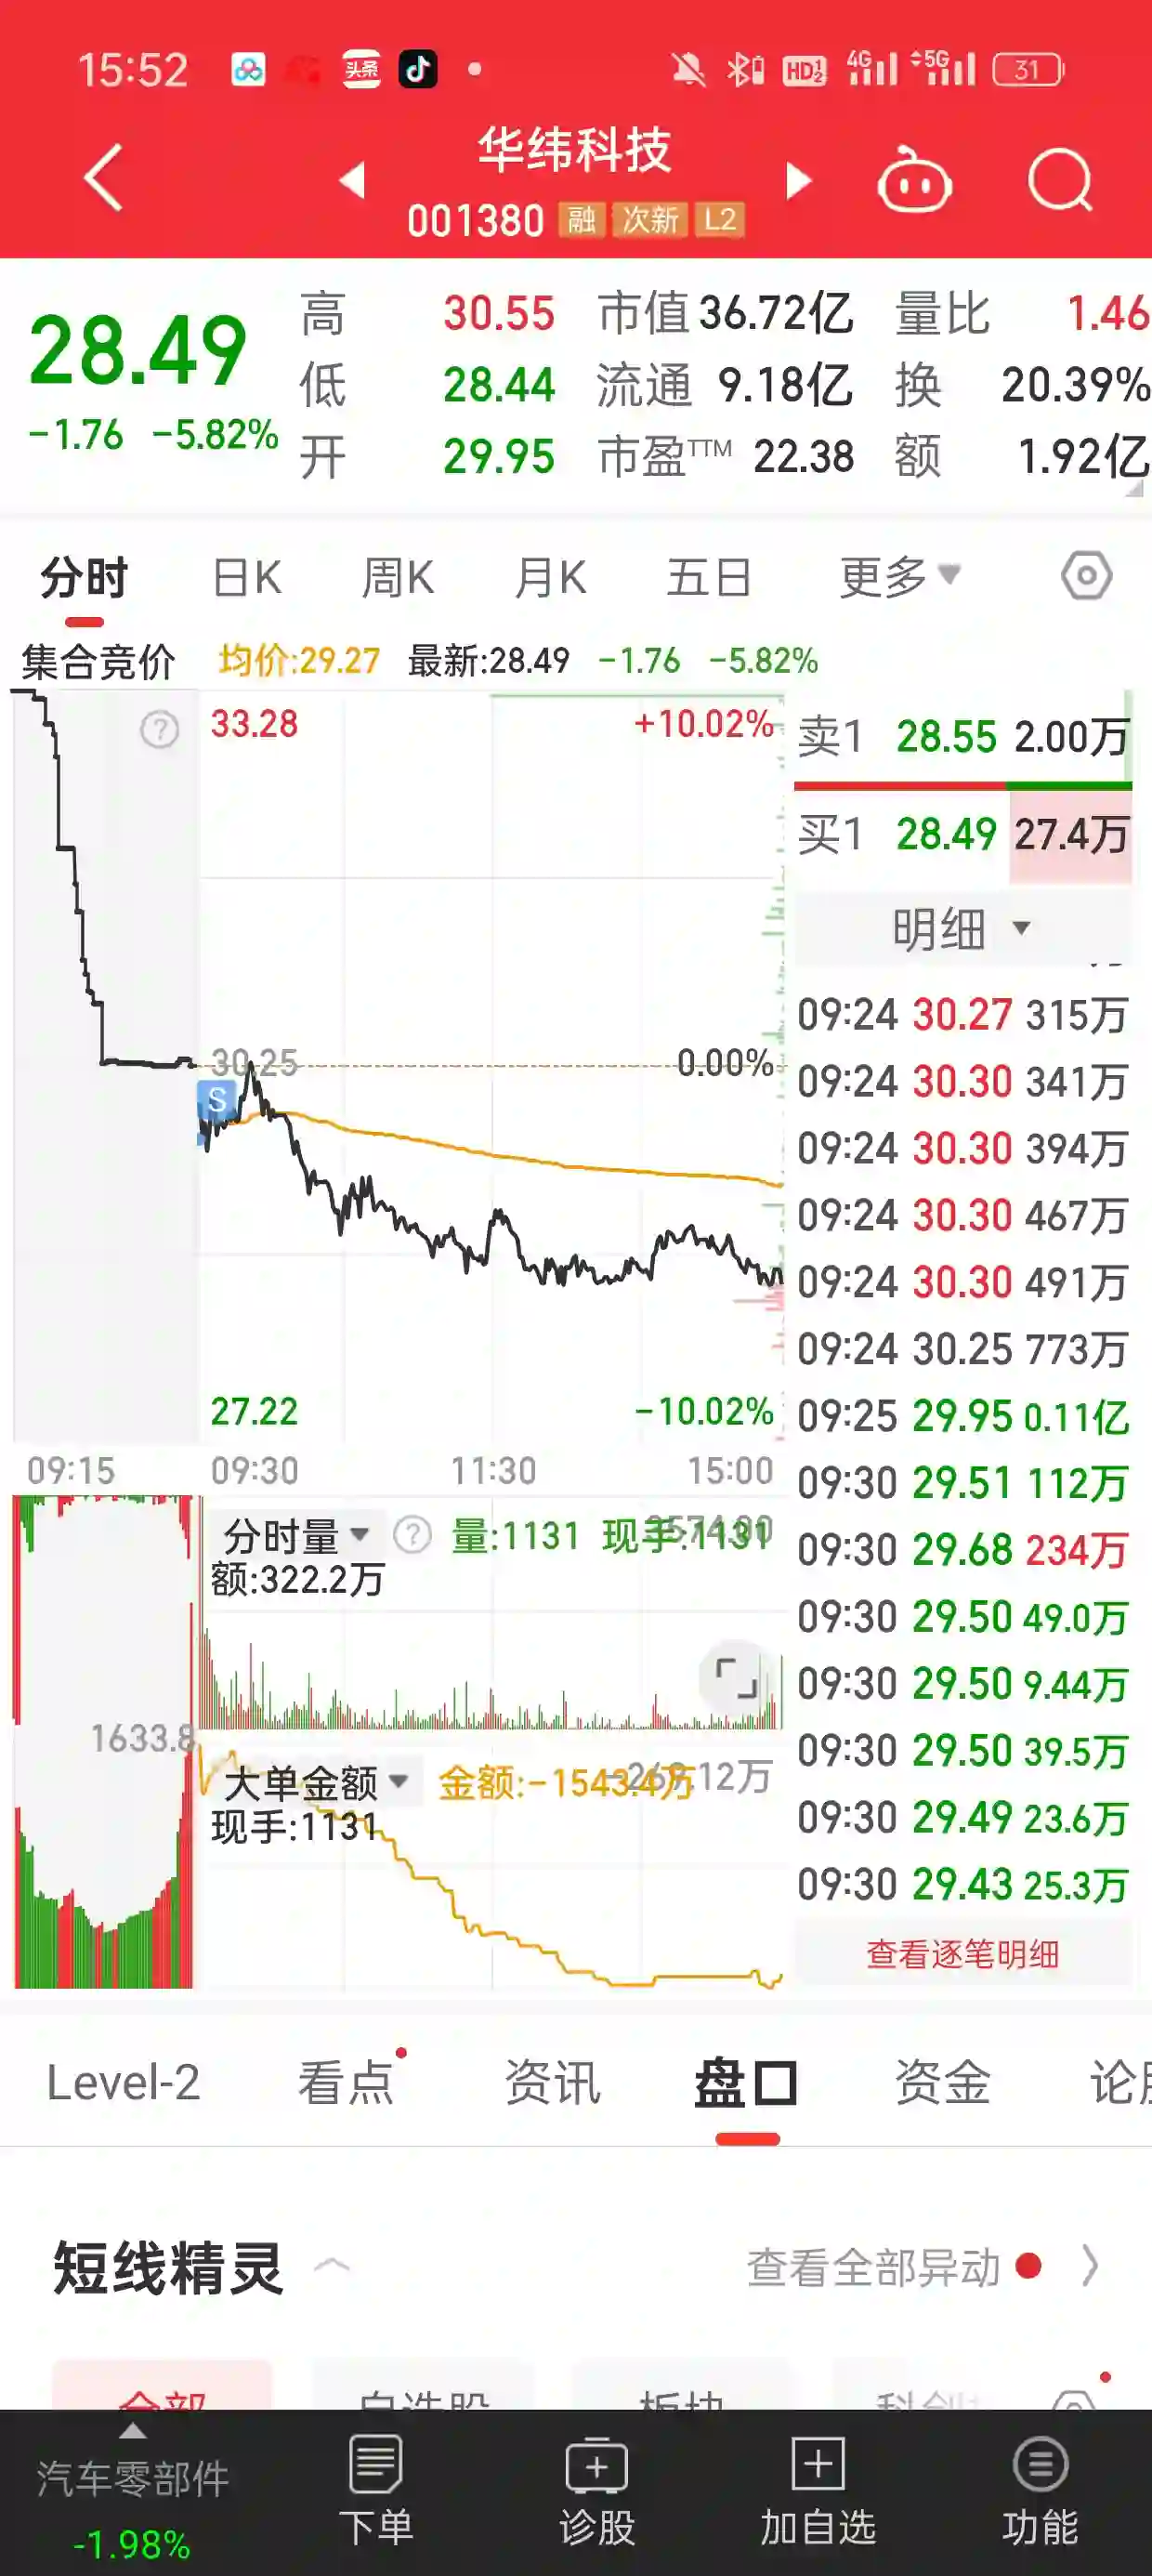 15:52 头条 HD 1 2 4G 5G 31
华纬科技
001380 融 次新 L2
28.49
-1.76 -5.82%
高 30.55 市值 36.72亿 量比 1.46
低 28.44 流通 9.18亿 换 20.39%
开 29.95 市盈TTM 22.38 额 1.92亿
分时 日K 周K 月K 五日 更多
集合竞价 均价:29.27 最新:28.49 -1.76 -5.82%
? 33.28 +10.02%
卖1 28.55 2.00万
买1 28.49 27.4万
明细
30.25 0.00%
S
27.22 -10.02%
09:15 09:30 11:30 15:00
09:24 30.27 315万
09:24 30.30 341万
09:24 30.30 394万
09:24 30.30 467万
09:24 30.30 491万
09:24 30.25 773万
09:25 29.95 0.11亿
09:30 29.51 112万
09:30 29.68 234万
09:30 29.50 49.0万
09:30 29.50 9.44万
09:30 29.50 39.5万
09:30 29.49 23.6万
09:30 29.43 25.3万
查看逐笔明细
分时量 ? 量:1131 现手:1131
额:322.2万
1633.8
大单金额 金额:-1543.4万
现手:1131
Level-2 看点 资讯 盘口 资金
短线精灵 查看全部异动
全部 自选股 板块
汽车零部件
-1.98%
下单 诊股 加自选 功能